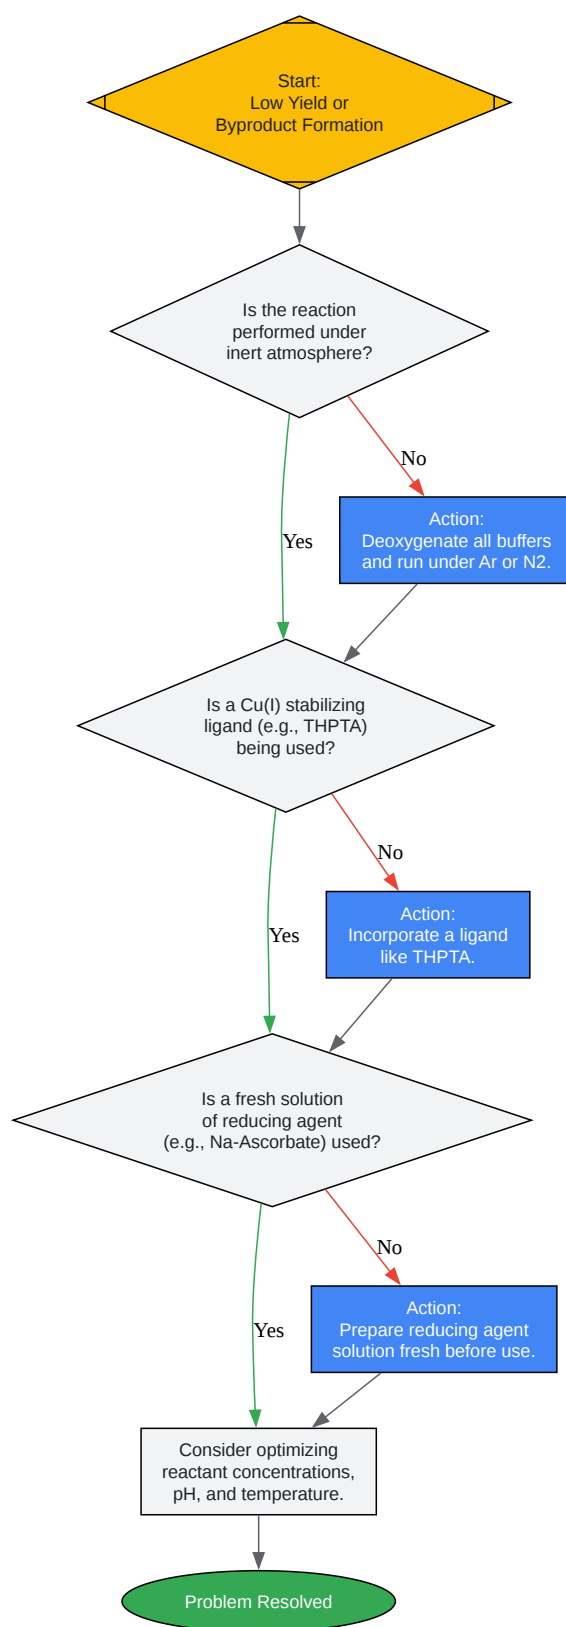 Start:
Low Yield or
Byproduct Formation
Is the reaction
performed under
inert atmosphere?
No
Action:
Deoxygenate all buffers
and run under Ar or N2.
Yes
Is a Cu(I) stabilizing
ligand (e.g., THPTA)
being used?
No
Action:
Incorporate a ligand
like THPTA.
Yes
Is a fresh solution
of reducing agent
(e.g., Na-Ascorbate) used?
No
Action:
Prepare reducing agent
solution fresh before use.
Yes
Consider optimizing
reactant concentrations,
pH, and temperature.
Problem Resolved